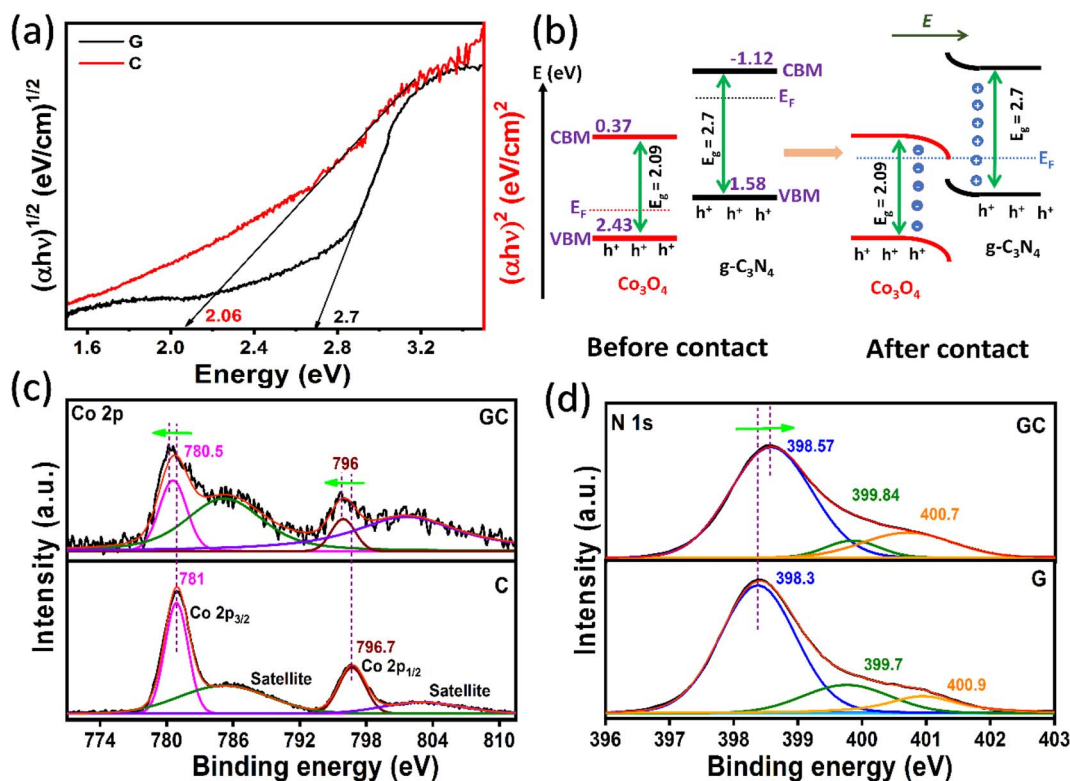 (a)
G
C
(αhν)^1/2 (eV/cm)^1/2
(αhν)^2 (eV/cm)^2
2.06
2.7
1.6 2.0 2.4 2.8 3.2
Energy (eV)
(b)
E
E (eV)
-1.12
CBM
E_F
CBM
0.37
E_g = 2.7
E_g = 2.09
1.58
VBM
E_F
2.43
VBM
h+ h+ h+
h+ h+ h+
g-C3N4
Co3O4
Before contact
E_g = 2.7
E_g = 2.09
E_F
h+ h+ h+
h+ h+ h+
g-C3N4
Co3O4
After contact
(c)
Co 2p
GC
780.5
796
C
781
Co 2p3/2
Satellite
796.7
Co 2p1/2
Satellite
Intensity (a.u.)
774 780 786 792 798 804 810
Binding energy (eV)
(d)
N 1s
GC
398.57
399.84
400.7
G
398.3
399.7
400.9
Intensity (a.u.)
396 397 398 399 400 401 402 403
Binding energy (eV)